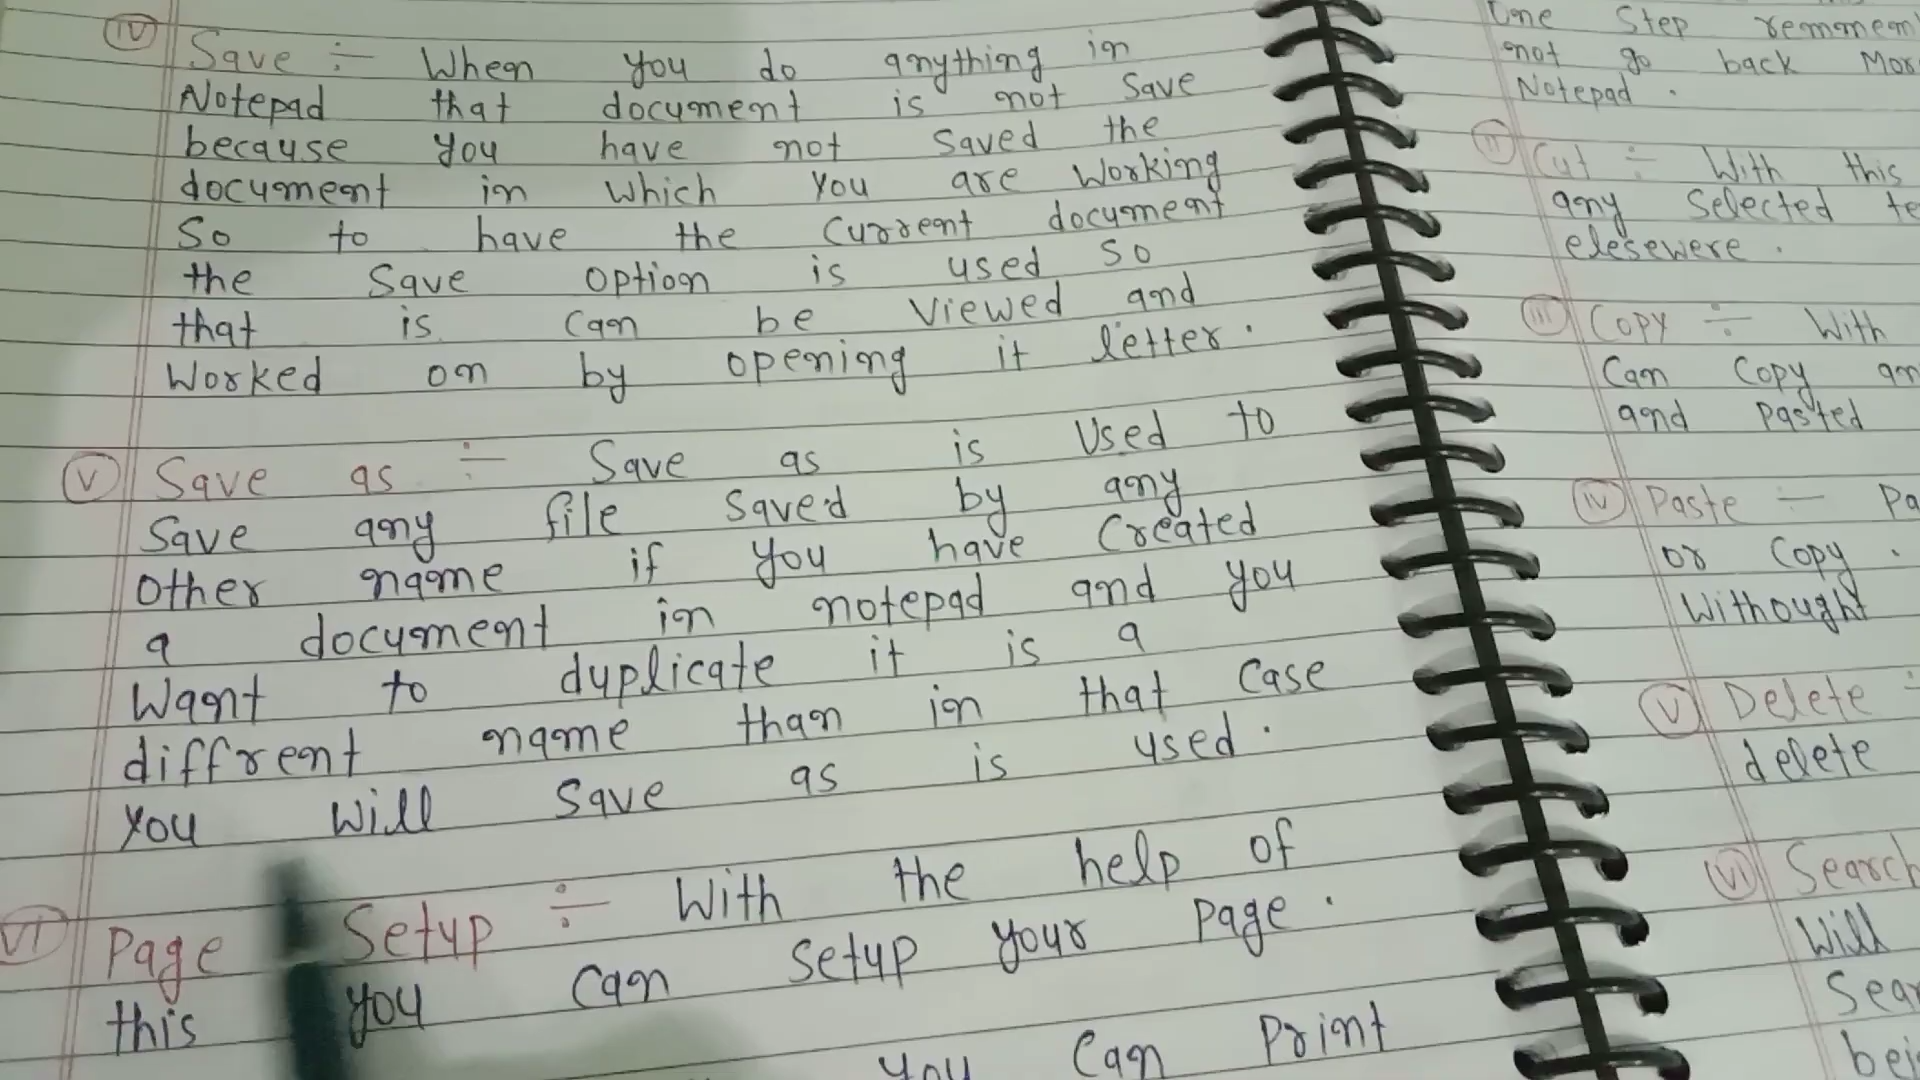 (iv) Save ÷ When you do anything in
Notepad that document is not Save
because you have not saved the
document in which you are working
So to have the current document
the Save option is used so
that is can be viewed and
worked on by opening it letter.
(v) Save as ÷ Save as is used to
Save any file saved by any
other name if you have created
a document in notepad and you
want to duplicate it is a
diffrent name than in that case
you will save as is used.
(vi) Page Setup ÷ With the help of
this you can setup your page.
you can print
One Step
not go back
Notepad.
(ii) Cut ÷ With this
any selected
elesewere.
(iii) Copy ÷ With
can copy
and pasted
(iv) Paste ÷
or copy.
withought
(v) Delete ÷
delete
(vi) Search
will